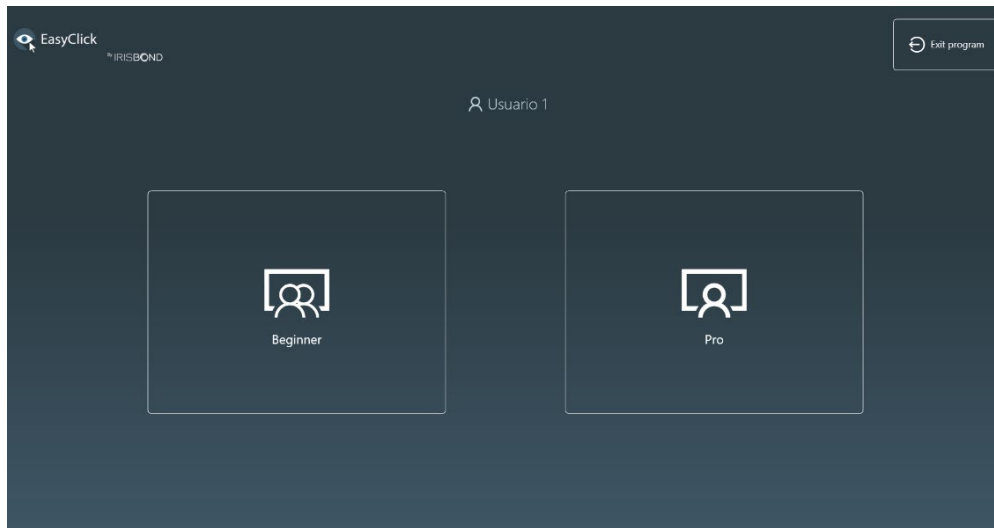 EasyClick
By IRISBOND
Exit program
Usuario 1
Beginner
Pro